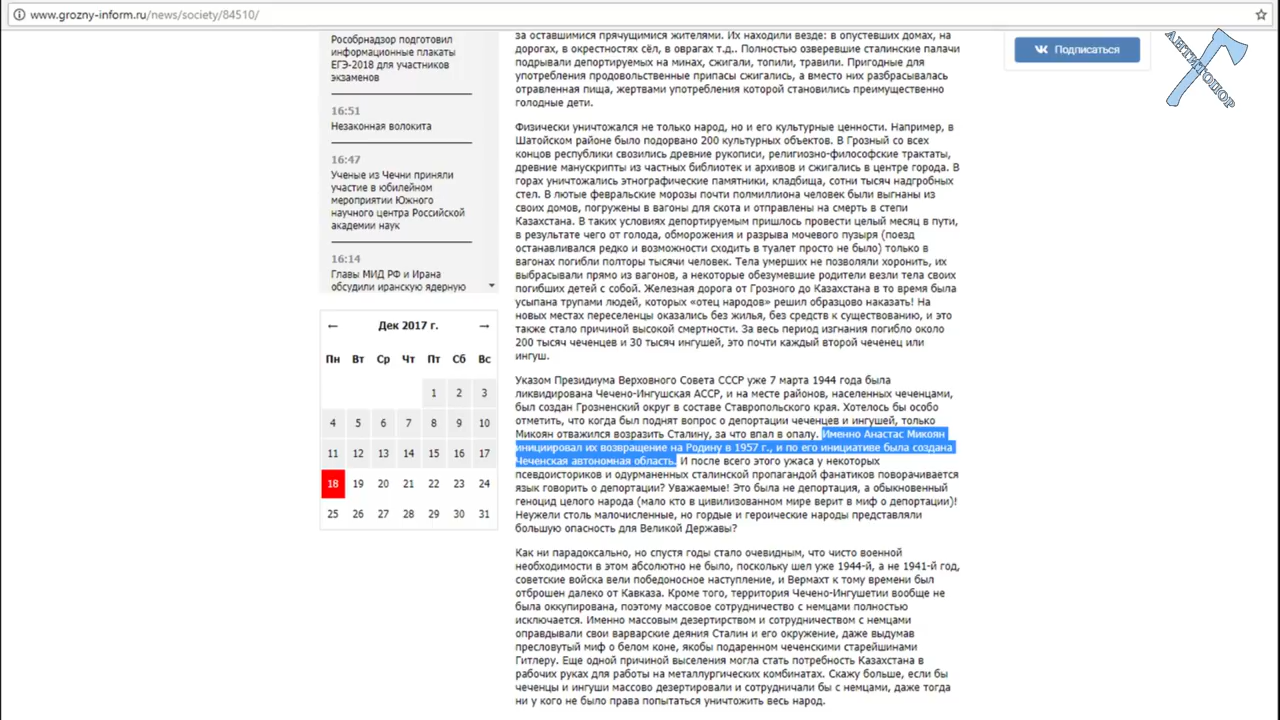 www.grozny-inform.ru/news/society/84510/
Рособрнадзор подготовил
информационные плакаты
ЕГЭ-2018 для участников
экзаменов
16:51
Незаконная волокита
16:47
Ученые из Чечни приняли
участие в юбилейном
мероприятии Южного
научного центра Российской
академии наук
16:14
Главы МИД РФ и Ирана
обсудили иранскую ядерную
← Дек 2017 г. →
Пн Вт Ср Чт Пт Сб Вс
1 2 3
4 5 6 7 8 9 10
11 12 13 14 15 16 17
18 19 20 21 22 23 24
25 26 27 28 29 30 31
за оставшимися прячущимися жителями. Их находили везде: в опустевших домах, на
дорогах, в окрестностях сёл, в оврагах т.д.. Полностью озверевшие сталинские палачи
подрывали депортируемых на минах, сжигали, топили, травили. Пригодные для
употребления продовольственные припасы сжигались, а вместо них разбрасывалась
отравленная пища, жертвами употребления которой становились преимущественно
голодные дети.
Физически уничтожался не только народ, но и его культурные ценности. Например, в
Шатойском районе было подорвано 200 культурных объектов. В Грозный со всех
концов республики свозились древние рукописи, религиозно-философские трактаты,
древние манускрипты из частных библиотек и архивов и сжигались в центре города. В
горах уничтожались этнографические памятники, кладбища, сотни тысяч надгробных
стел. В лютые февральские морозы почти полмиллиона человек были выгнаны из
своих домов, погружены в вагоны для скота и отправлены на смерть в степи
Казахстана. В таких условиях депортируемым пришлось провести целый месяц в пути,
в результате чего от голода, обморожения и разрыва мочевого пузыря (поезд
останавливался редко и возможности сходить в туалет просто не было) только в
вагонах погибли полторы тысячи человек. Тела умерших не позволяли хоронить, их
выбрасывали прямо из вагонов, а некоторые обезумевшие родители везли тела своих
погибших детей с собой. Железная дорога от Грозного до Казахстана в то время была
усыпана трупами людей, которых «отец народов» решил образцово наказать! На
новых местах переселенцы оказались без жилья, без средств к существованию, и это
также стало причиной высокой смертности. За весь период изгнания погибло около
200 тысяч чеченцев и 30 тысяч ингушей, это почти каждый второй чеченец или
ингуш.
Указом Президиума Верховного Совета СССР уже 7 марта 1944 года была
ликвидирована Чечено-Ингушская АССР, и на месте районов, населенных чеченцами,
был создан Грозненский округ в составе Ставропольского края. Хотелось бы особо
отметить, что когда был поднят вопрос о депортации чеченцев и ингушей, только
Микоян отважился возразить Сталину, за что впал в опалу. Именно Анастас Микоян
инициировал их возвращение на Родину в 1957 г., и по его инициативе была создана
Чеченская автономная область. И после всего этого ужаса у некоторых
псевдоисториков и одурманенных сталинской пропагандой фанатиков поворачивается
язык говорить о депортации? Уважаемые! Это была не депортация, а обыкновенный
геноцид целого народа (мало кто в цивилизованном мире верит в миф о депортации)!
Неужели столь малочисленные, но гордые и героические народы представляли
большую опасность для Великой Державы?
Как ни парадоксально, но спустя годы стало очевидным, что чисто военной
необходимости в этом абсолютно не было, поскольку шел уже 1944-й, а не 1941-й год,
советские войска вели победоносное наступление, и Вермахт к тому времени был
отброшен далеко от Кавказа. Кроме того, территория Чечено-Ингушетии вообще не
была оккупирована, поэтому массовое сотрудничество с немцами полностью
исключается. Именно массовым дезертирством и сотрудничеством с немцами
оправдывали свои варварские деяния Сталин и его окружение, даже выдумав
пресловутый миф о белом коне, якобы подаренном чеченскими старейшинами
Гитлеру. Еще одной причиной выселения могла стать потребность Казахстана в
рабочих руках для работы на металлургических комбинатах. Скажу больше, если бы
чеченцы и ингуши массово дезертировали и сотрудничали бы с немцами, даже тогда
ни у кого не было права попытаться уничтожить весь народ.
Подписаться
АНТИТОПОР